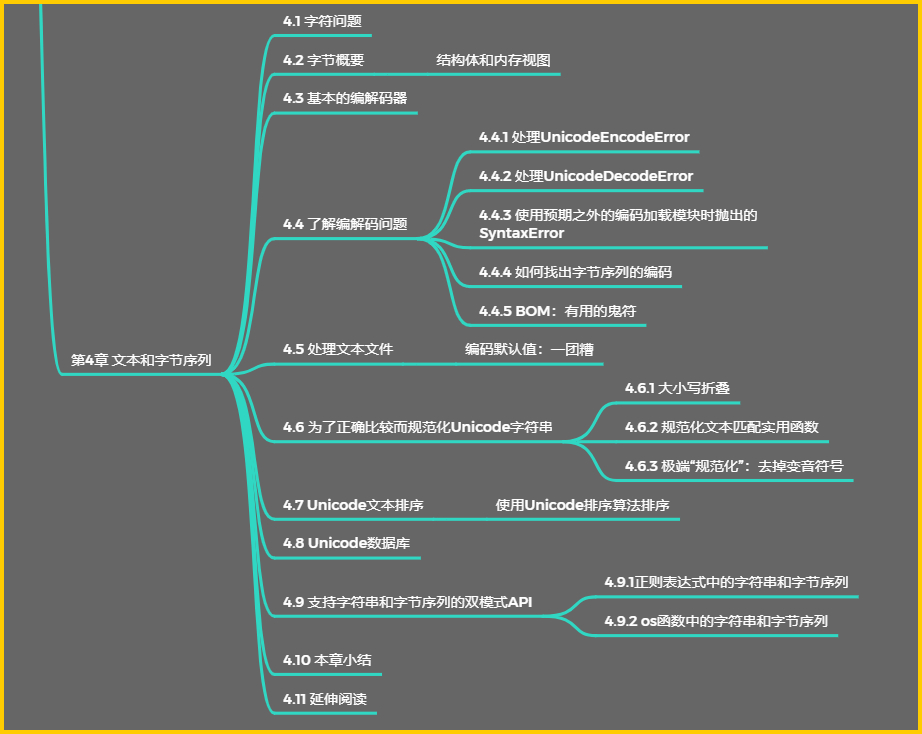 第4章 文本和字节序列
4.1 字符问题
4.2 字节概要
结构体和内存视图
4.3 基本的编解码器
4.4 了解编解码问题
4.4.1 处理UnicodeEncodeError
4.4.2 处理UnicodeDecodeError
4.4.3 使用预期之外的编码加载模块时抛出的
SyntaxError
4.4.4 如何找出字节序列的编码
4.4.5 BOM：有用的鬼符
4.5 处理文本文件
编码默认值：一团糟
4.6 为了正确比较而规范化Unicode字符串
4.6.1 大小写折叠
4.6.2 规范化文本匹配实用函数
4.6.3 极端“规范化”：去掉变音符号
4.7 Unicode文本排序
使用Unicode排序算法排序
4.8 Unicode数据库
4.9 支持字符串和字节序列的双模式API
4.9.1正则表达式中的字符串和字节序列
4.9.2 os函数中的字符串和字节序列
4.10 本章小结
4.11 延伸阅读